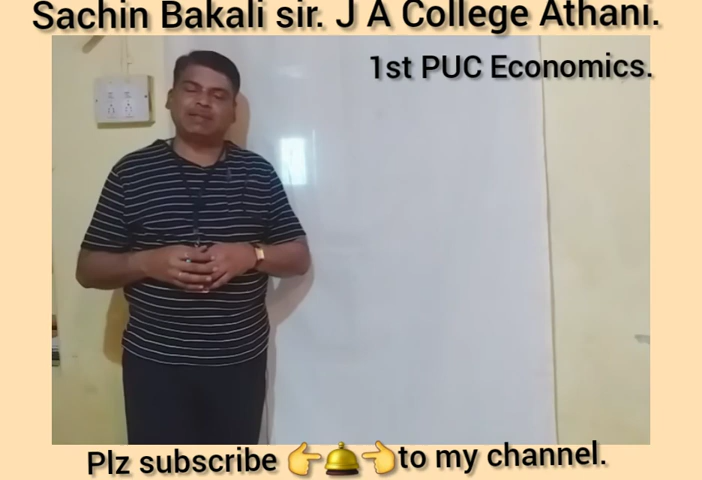 Sachin Bakali sir. J A College Athani.
1st PUC Economics.
Plz subscribe 👉🛎👈to my channel.